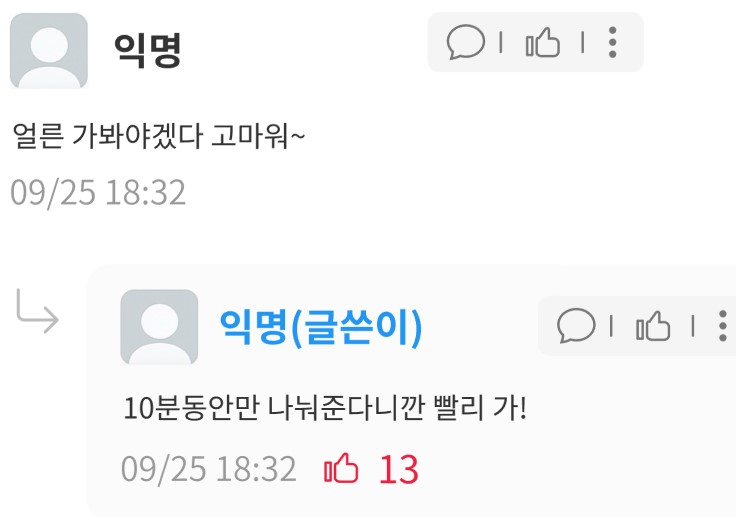 익명
얼른 가봐야겠다 고마워~
09/25 18:32
익명(글쓴이)
10분동안만 나눠준다니깐 빨리 가!
09/25 18:32 13